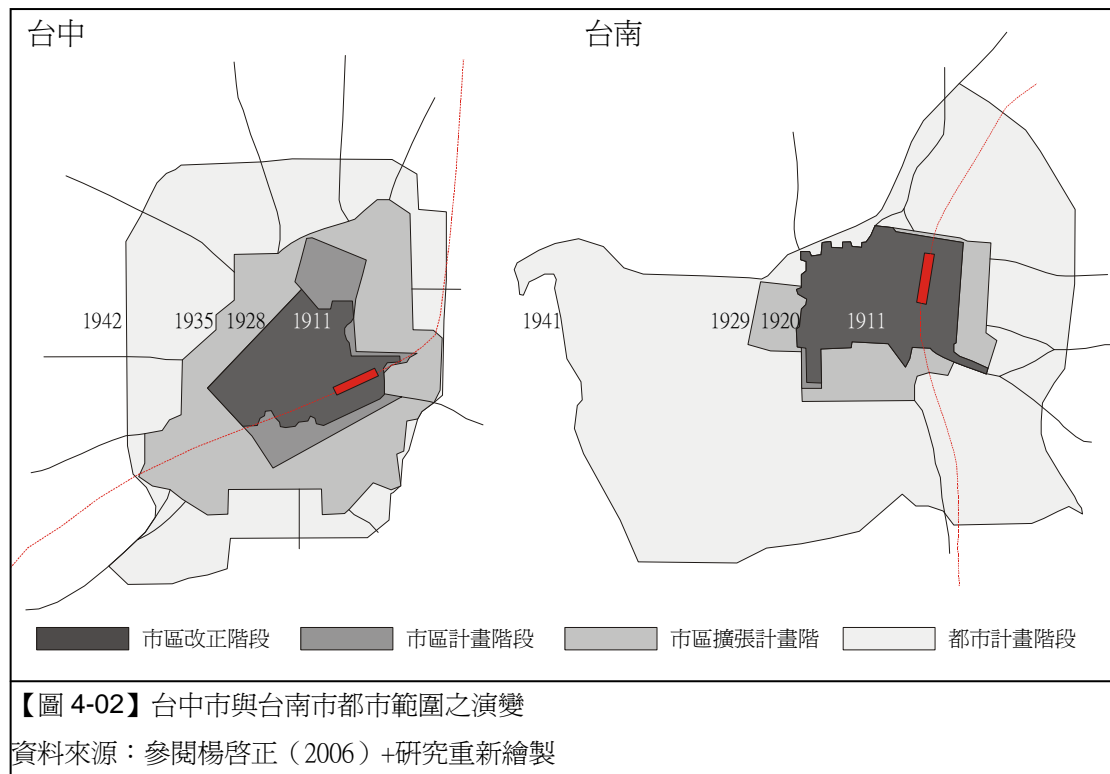 台中
台南
1942
1935
1928
1911
1941
1929
1920
1911
市區改正階段
市區計畫階段
市區擴張計畫階
都市計畫階段
【圖 4-02】台中市與台南市都市範圍之演變
資料來源：參閱楊啓正（2006）+研究重新繪製